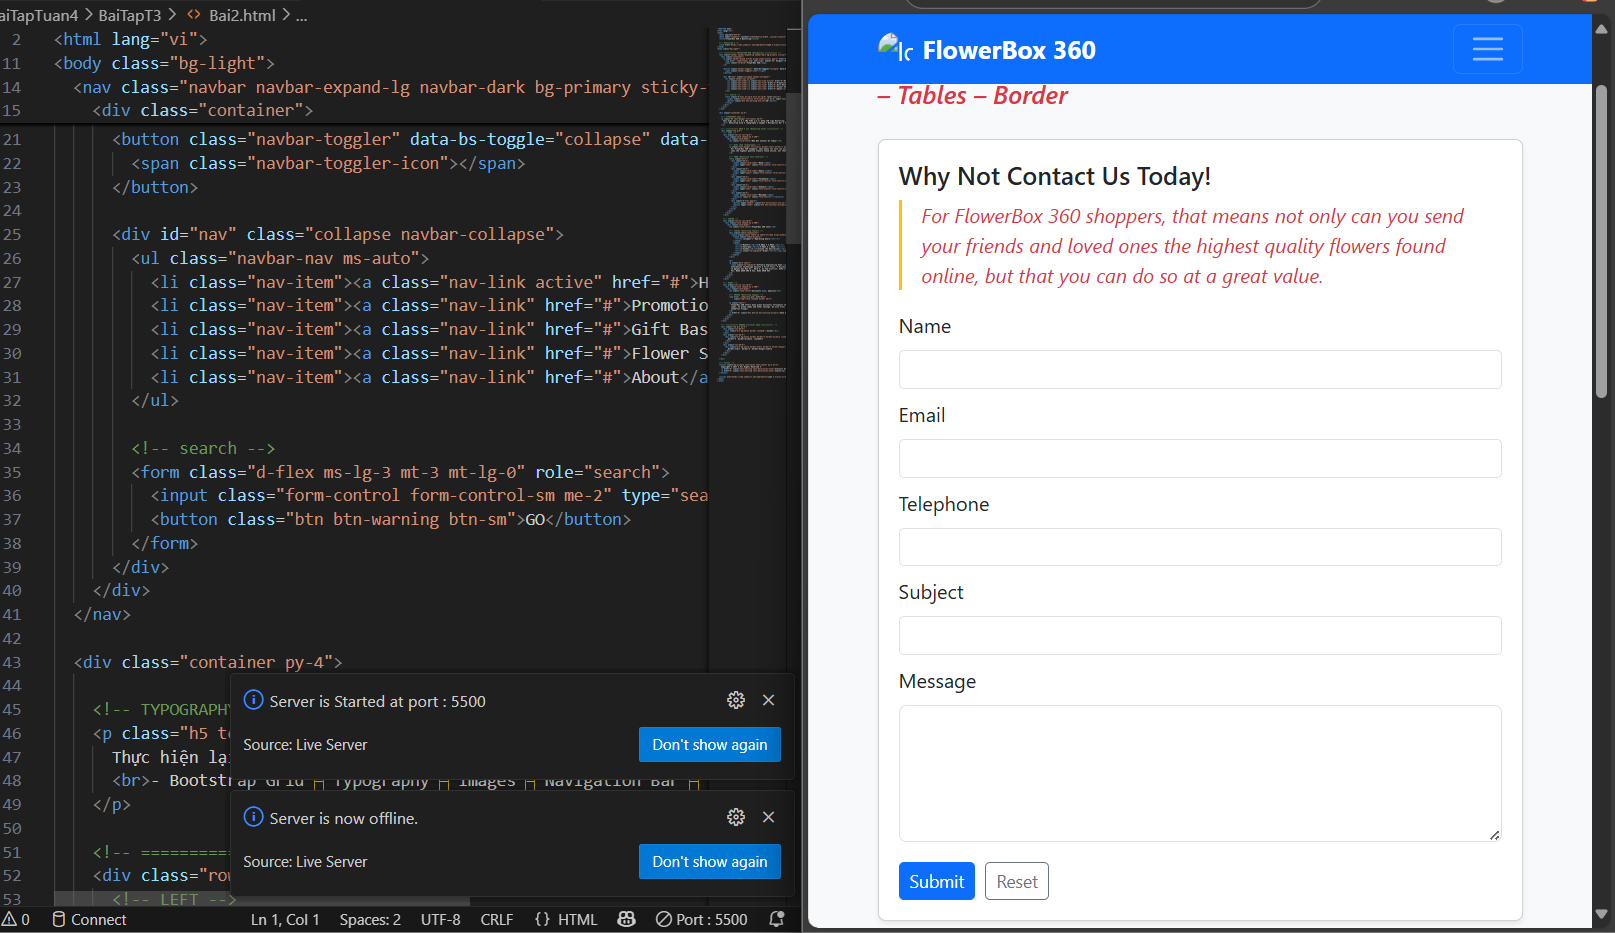 aiTapTuan4 > BaiTapT3 > <> Bai2.html > ...
2 <html lang="vi">
11 <body class="bg-light">
14 <nav class="navbar navbar-expand-lg navbar-dark bg-primary sticky-
15 <div class="container">
21 <button class="navbar-toggler" data-bs-toggle="collapse" data-
22 <span class="navbar-toggler-icon"></span>
23 </button>
24
25 <div id="nav" class="collapse navbar-collapse">
26 <ul class="navbar-nav ms-auto">
27 <li class="nav-item"><a class="nav-link active" href="#">H
28 <li class="nav-item"><a class="nav-link" href="#">Promotio
29 <li class="nav-item"><a class="nav-link" href="#">Gift Bas
30 <li class="nav-item"><a class="nav-link" href="#">Flower S
31 <li class="nav-item"><a class="nav-link" href="#">About</a
32 </ul>
33
34 <!-- search -->
35 <form class="d-flex ms-lg-3 mt-3 mt-lg-0" role="search">
36 <input class="form-control form-control-sm me-2" type="sea
37 <button class="btn btn-warning btn-sm">GO</button>
38 </form>
39 </div>
40 </div>
41 </nav>
42
43 <div class="container py-4">
44
45 <!-- TYPOGRAPHY
46 <p class="h5 te
47 Thực hiện lại
48 <br>- Bootstrap Grid – Typography – Images – Navigation Bar –
49 </p>
50
51 <!-- ==========
52 <div class="row
53 <!-- LEFT -->
Server is Started at port : 5500
Source: Live Server
Don't show again
Server is now offline.
Source: Live Server
Don't show again
0 Connect Ln 1, Col 1 Spaces: 2 UTF-8 CRLF {} HTML Port : 5500
FlowerBox 360
– Tables – Border
Why Not Contact Us Today!
For FlowerBox 360 shoppers, that means not only can you send
your friends and loved ones the highest quality flowers found
online, but that you can do so at a great value.
Name
Email
Telephone
Subject
Message
Submit Reset